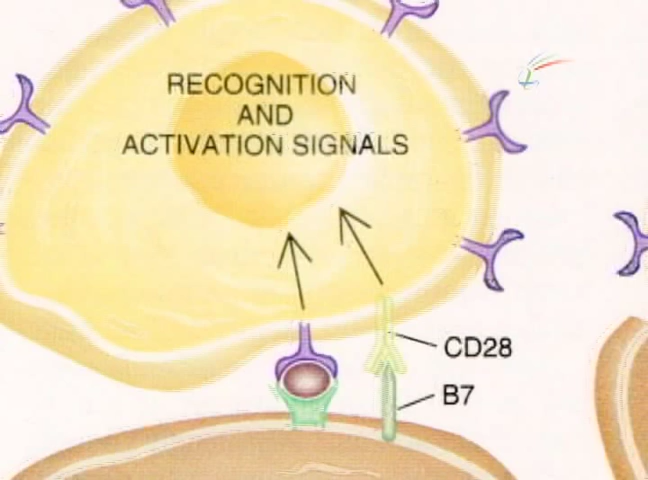 RECOGNITION
AND
ACTIVATION SIGNALS
CD28
B7